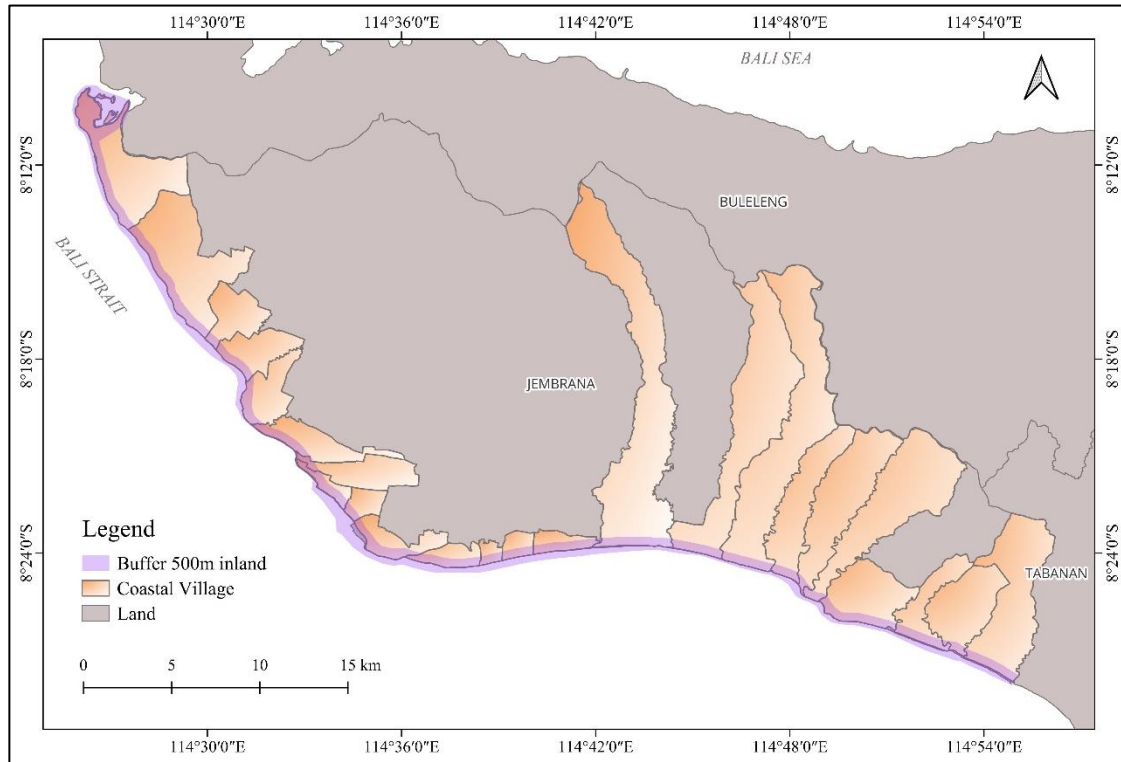 114°30'0"E 114°36'0"E 114°42'0"E 114°48'0"E 114°54'0"E
BALI SEA
8°12'0"S 8°12'0"S
BULELENG
BALI STRAIT
8°18'0"S 8°18'0"S
JEMBRANA
Legend
8°24'0"S 8°24'0"S
Buffer 500m inland
TABANAN
Coastal Village
Land
0 5 10 15 km
114°30'0"E 114°36'0"E 114°42'0"E 114°48'0"E 114°54'0"E